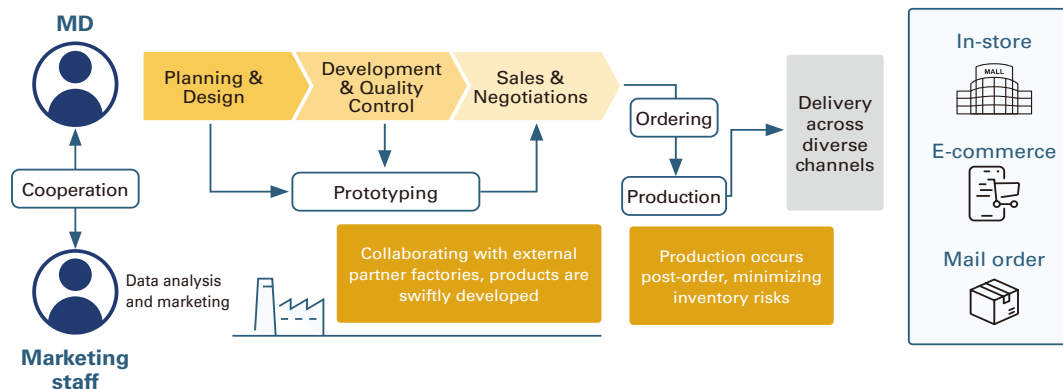 MD
Cooperation
Marketing
staff
Data analysis
and marketing
Planning &
Design
Development
& Quality
Control
Sales &
Negotiations
Prototyping
Collaborating with external
partner factories, products are
swiftly developed
Ordering
Production
Production occurs
post-order, minimizing
inventory risks
Delivery
across
diverse
channels
In-store
MALL
E-commerce
Mail order